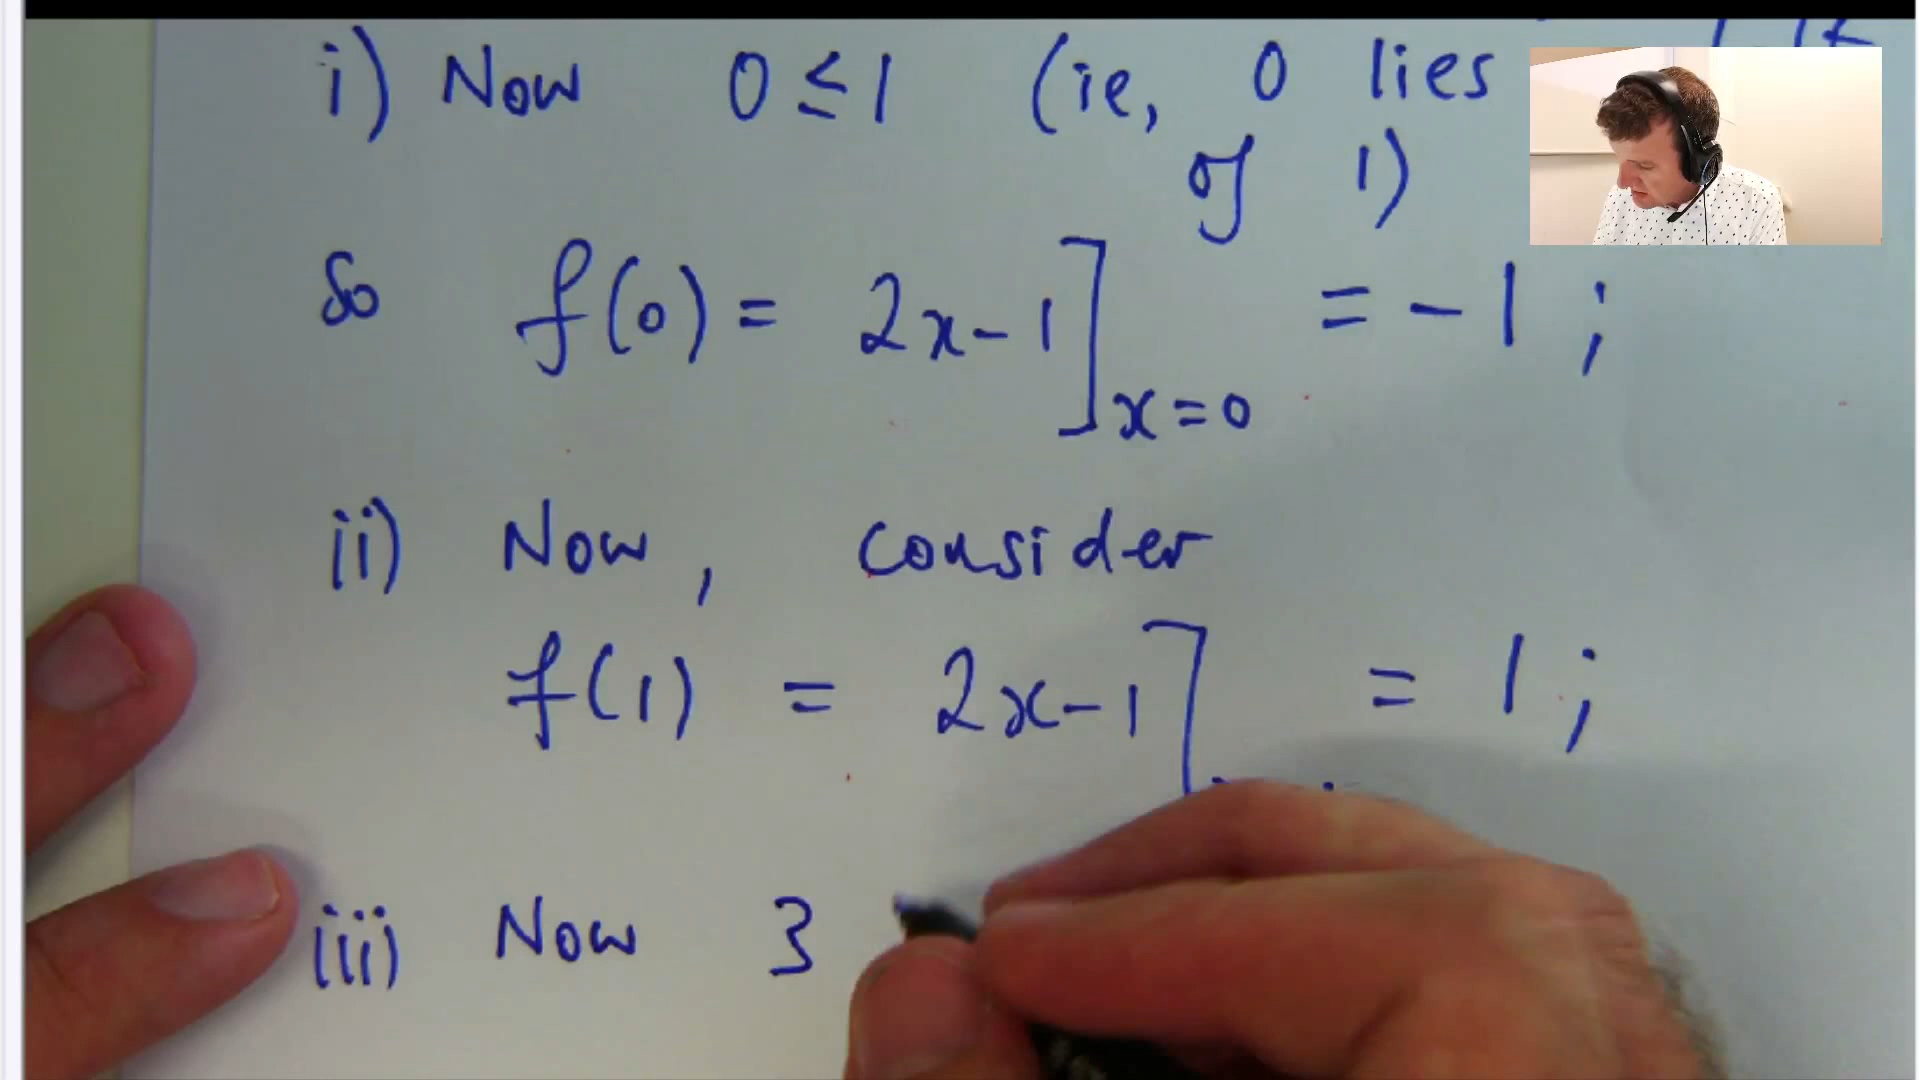 i) Now 0 ≤ 1 (ie, 0 lies
of 1)
So f(0) = 2x-1]x=0 = -1 ;
ii) Now, consider
f(1) = 2x-1] = 1 ;
iii) Now 3